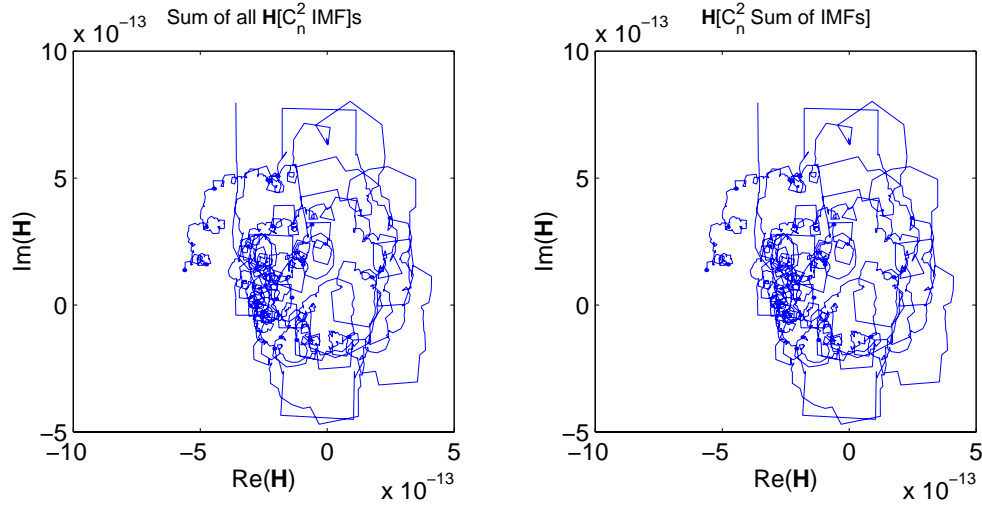 Sum of all H[C_n^2 IMF]s
x 10^−13
10
5
0
−5
−10
−5
0
5
Im(H)
Re(H)
x 10^−13
H[C_n^2 Sum of IMFs]
x 10^−13
10
5
0
−5
−10
−5
0
5
Im(H)
Re(H)
x 10^−13